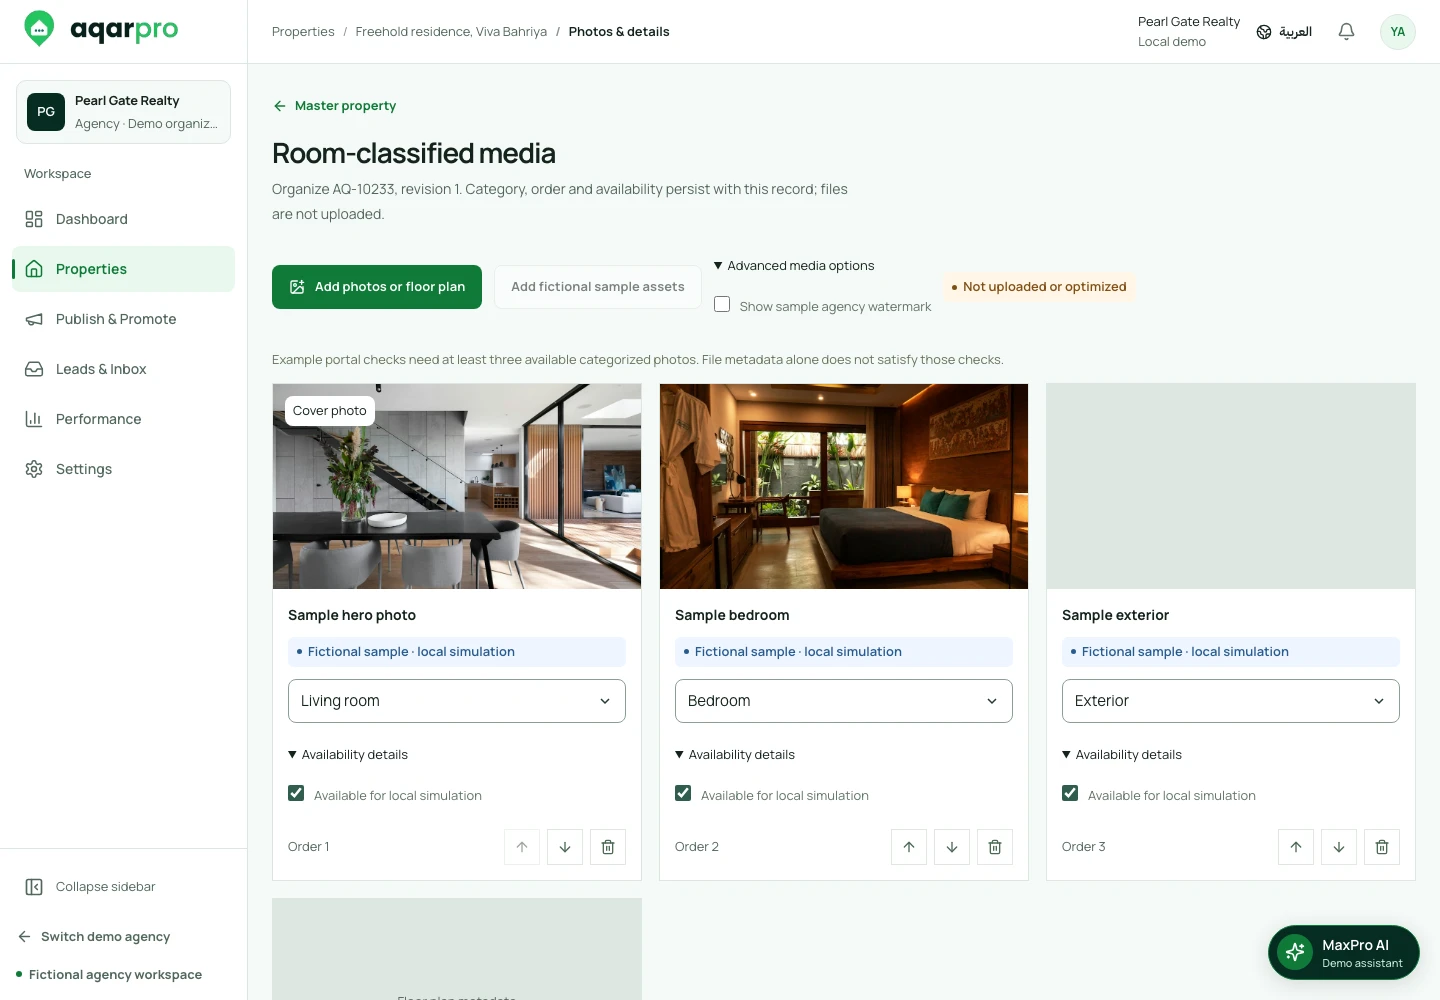 aqarpro
Properties / Freehold residence, Viva Bahriya / Photos & details
Pearl Gate Realty
Local demo
العربية
YA
PG
Pearl Gate Realty
Agency · Demo organiz...
Workspace
Dashboard
Properties
Publish & Promote
Leads & Inbox
Performance
Settings
Collapse sidebar
Switch demo agency
Fictional agency workspace
Master property
Room-classified media
Organize AQ-10233, revision 1. Category, order and availability persist with this record; files
are not uploaded.
Add photos or floor plan
Add fictional sample assets
Advanced media options
Show sample agency watermark
Not uploaded or optimized
Example portal checks need at least three available categorized photos. File metadata alone does not satisfy those checks.
Cover photo
Sample hero photo
Fictional sample · local simulation
Living room
Availability details
Available for local simulation
Order 1
Sample bedroom
Fictional sample · local simulation
Bedroom
Availability details
Available for local simulation
Order 2
Sample exterior
Fictional sample · local simulation
Exterior
Availability details
Available for local simulation
Order 3
Floor plan metadata
MaxPro AI
Demo assistant